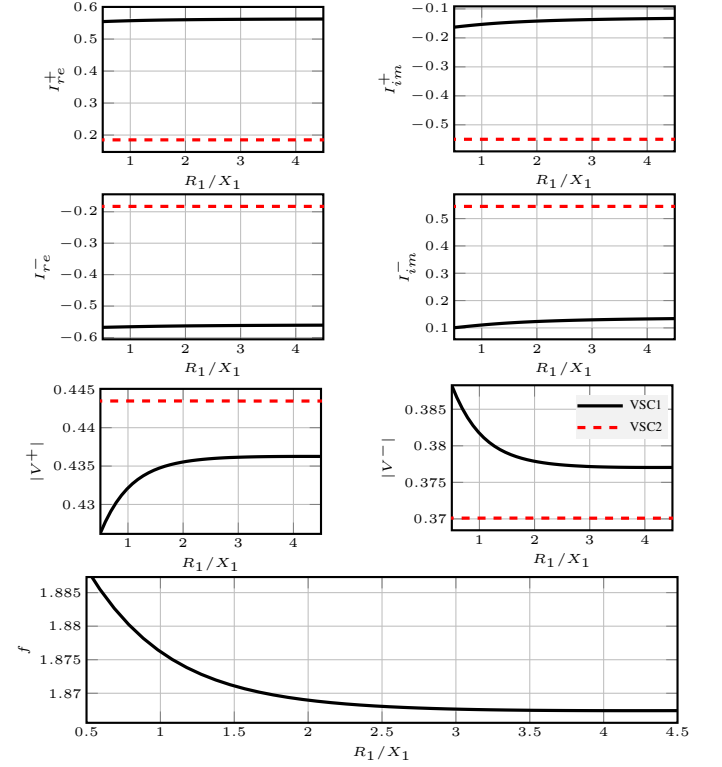 0.6
0.5
0.4
0.3
0.2
I⁺re
1 2 3 4
R₁/X₁
−0.1
−0.2
−0.3
−0.4
−0.5
I⁺im
1 2 3 4
R₁/X₁
−0.2
−0.3
−0.4
−0.5
−0.6
I⁻re
1 2 3 4
R₁/X₁
0.5
0.4
0.3
0.2
0.1
I⁻im
1 2 3 4
R₁/X₁
0.445
0.44
0.435
0.43
|V⁺|
1 2 3 4
R₁/X₁
0.385
0.38
0.375
0.37
|V⁻|
VSC1
VSC2
1 2 3 4
R₁/X₁
1.885
1.88
1.875
1.87
f
0.5 1 1.5 2 2.5 3 3.5 4 4.5
R₁/X₁